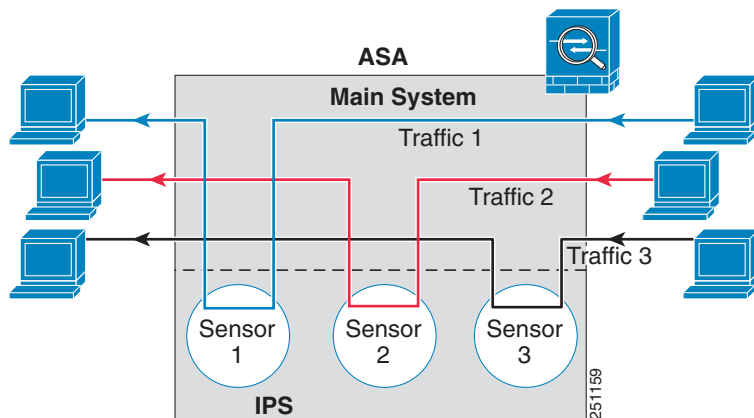 ASA
Main System
Traffic 1
Traffic 2
Traffic 3
Sensor
1
Sensor
2
Sensor
3
IPS
251159